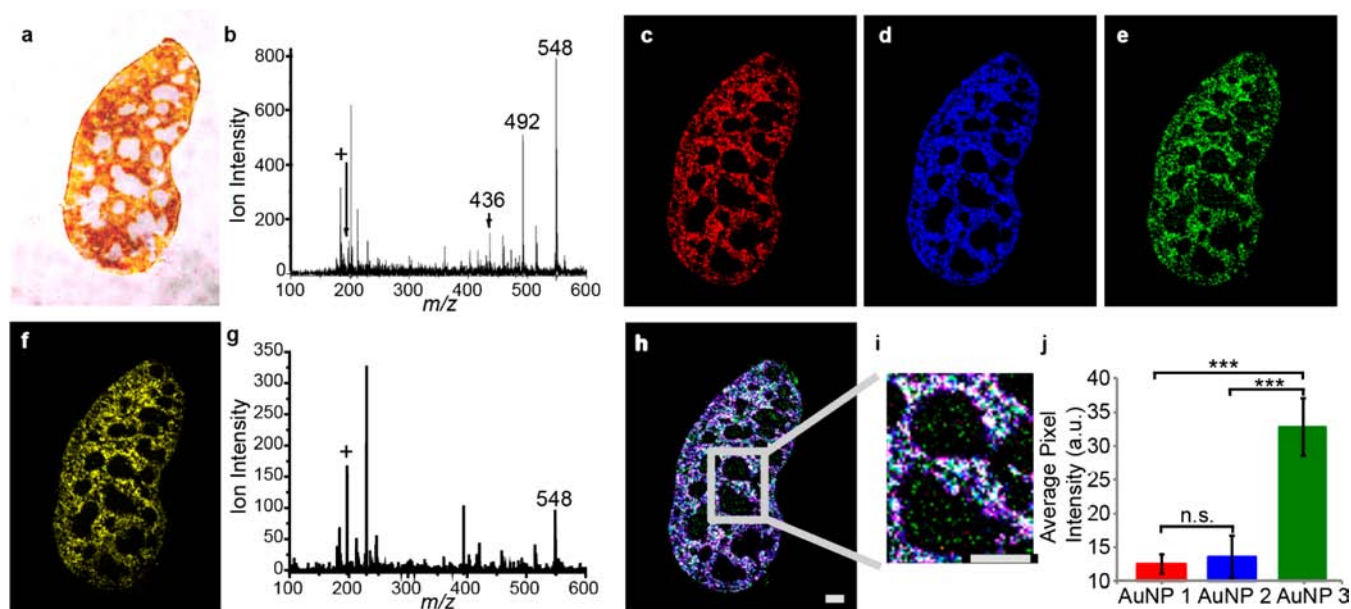 a
b
800
600
400
200
0
Ion Intensity
+
436
492
548
100 200 300 400 500 600
m/z
c
d
e
f
g
350
300
250
200
150
100
50
0
Ion Intensity
+
548
100 200 300 400 500 600
m/z
h
i
j
Average Pixel
Intensity (a.u.)
40
35
30
25
20
15
10
***
***
n.s.
AuNP 1 AuNP 2 AuNP 3